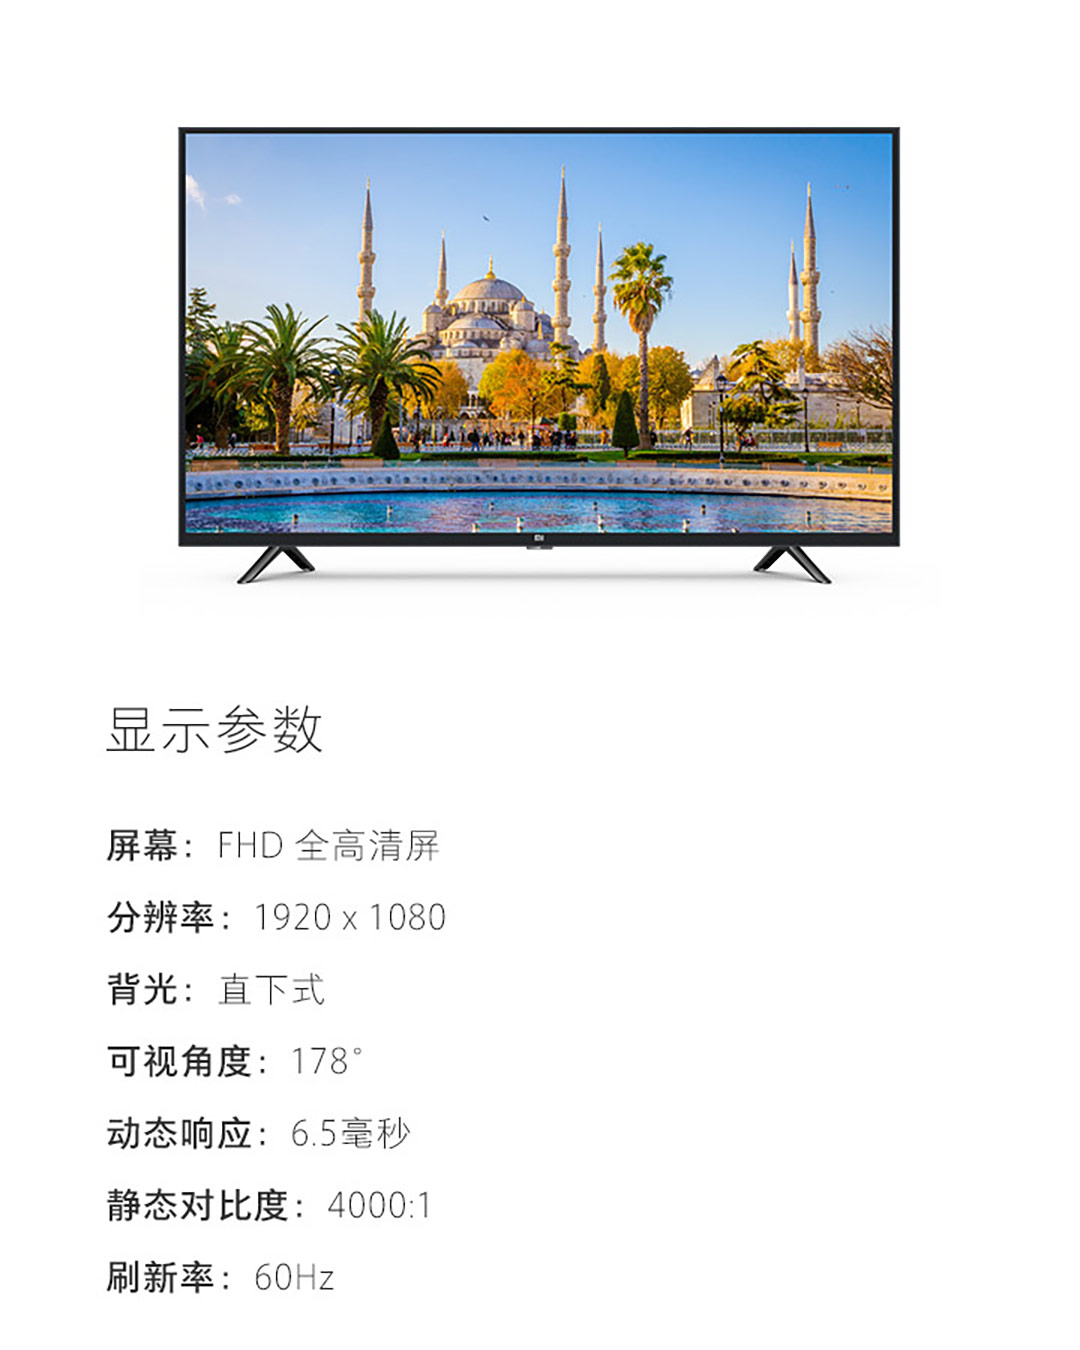 mi
显示参数
屏幕：FHD 全高清屏
分辨率：1920 x 1080
背光：直下式
可视角度：178°
动态响应：6.5毫秒
静态对比度：4000:1
刷新率：60Hz